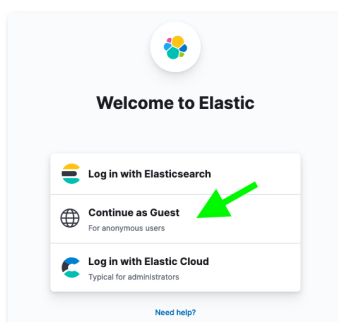 Welcome to Elastic
Log in with Elasticsearch
Continue as Guest
For anonymous users
Log in with Elastic Cloud
Typical for administrators
Need help?